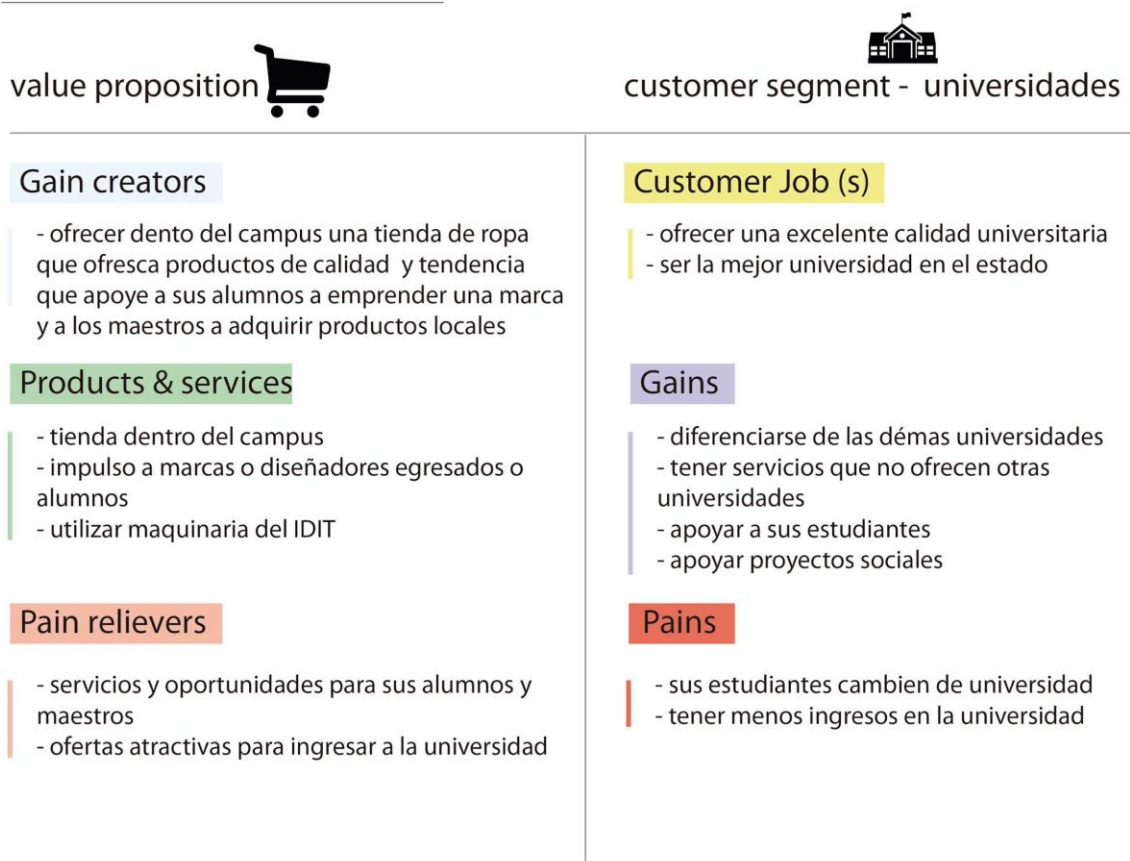 value proposition
customer segment - universidades
Gain creators
- ofrecer dento del campus una tienda de ropa
que ofresca productos de calidad y tendencia
que apoye a sus alumnos a emprender una marca
y a los maestros a adquirir productos locales
Products & services
- tienda dentro del campus
- impulso a marcas o diseñadores egresados o
alumnos
- utilizar maquinaria del IDIT
Pain relievers
- servicios y oportunidades para sus alumnos y
maestros
- ofertas atractivas para ingresar a la universidad
Customer Job (s)
- ofrecer una excelente calidad universitaria
- ser la mejor universidad en el estado
Gains
- diferenciarse de las démas universidades
- tener servicios que no ofrecen otras
universidades
- apoyar a sus estudiantes
- apoyar proyectos sociales
Pains
- sus estudiantes cambien de universidad
- tener menos ingresos en la universidad